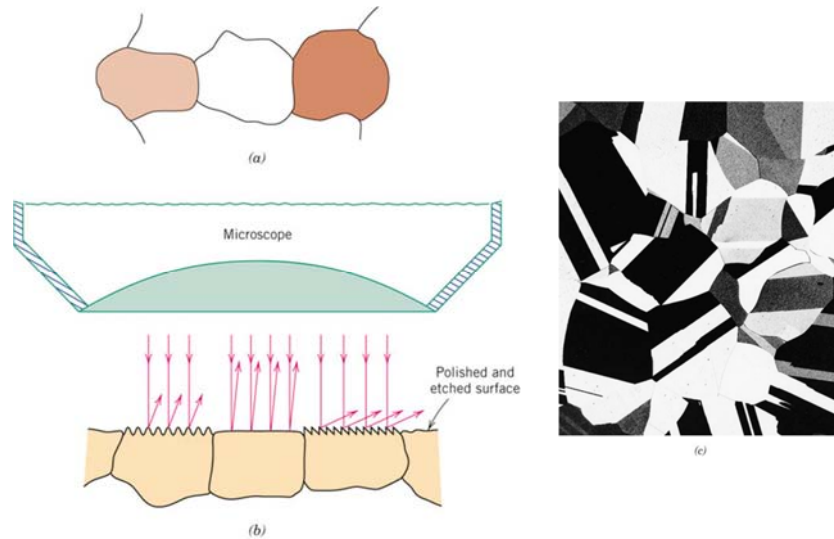 (a)
Microscope
Polished and
etched surface
(b)
(c)